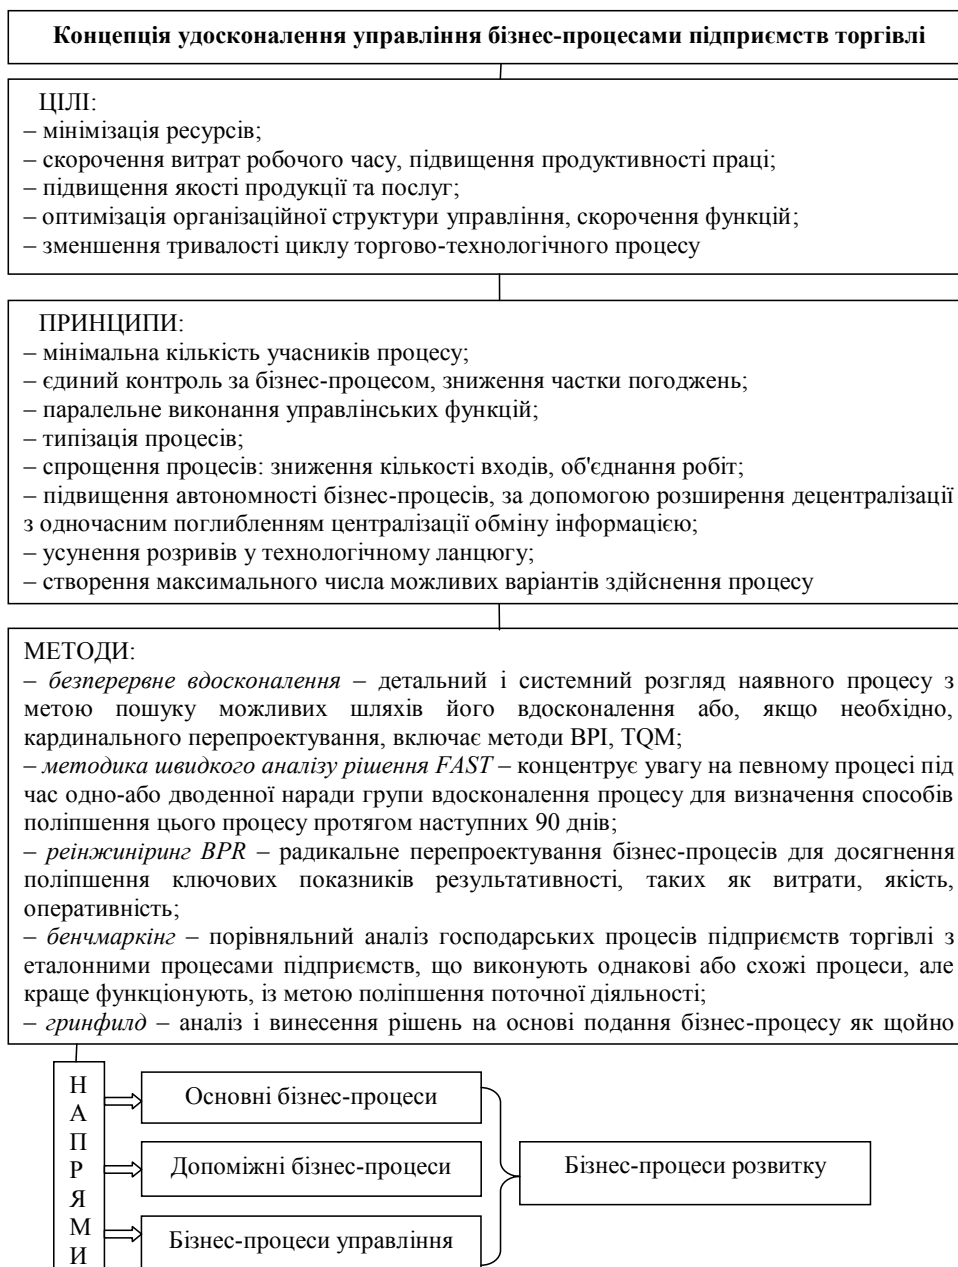 Концепція удосконалення управління бізнес-процесами підприємств торгівлі
ЦІЛІ:
– мінімізація ресурсів;
– скорочення витрат робочого часу, підвищення продуктивності праці;
– підвищення якості продукції та послуг;
– оптимізація організаційної структури управління, скорочення функцій;
– зменшення тривалості циклу торгово-технологічного процесу
ПРИНЦИПИ:
– мінімальна кількість учасників процесу;
– єдиний контроль за бізнес-процесом, зниження частки погоджень;
– паралельне виконання управлінських функцій;
– типізація процесів;
– спрощення процесів: зниження кількості входів, об'єднання робіт;
– підвищення автономності бізнес-процесів, за допомогою розширення децентралізації
з одночасним поглибленням централізації обміну інформацією;
– усунення розривів у технологічному ланцюгу;
– створення максимального числа можливих варіантів здійснення процесу
МЕТОДИ:
– безперервне вдосконалення – детальний і системний розгляд наявного процесу з
метою пошуку можливих шляхів його вдосконалення або, якщо необхідно,
кардинального перепроектування, включає методи BPI, TQM;
– методика швидкого аналізу рішення FAST – концентрує увагу на певному процесі під
час одно-або дводенної наради групи вдосконалення процесу для визначення способів
поліпшення цього процесу протягом наступних 90 днів;
– реінжиніринг BPR – радикальне перепроектування бізнес-процесів для досягнення
поліпшення ключових показників результативності, таких як витрати, якість,
оперативність;
– бенчмаркінг – порівняльний аналіз господарських процесів підприємств торгівлі з
еталонними процесами підприємств, що виконують однакові або схожі процеси, але
краще функціонують, із метою поліпшення поточної діяльності;
– гринфилд – аналіз і винесення рішень на основі подання бізнес-процесу як щойно
НАПРЯМИ
Основні бізнес-процеси
Допоміжні бізнес-процеси
Бізнес-процеси управління
Бізнес-процеси розвитку